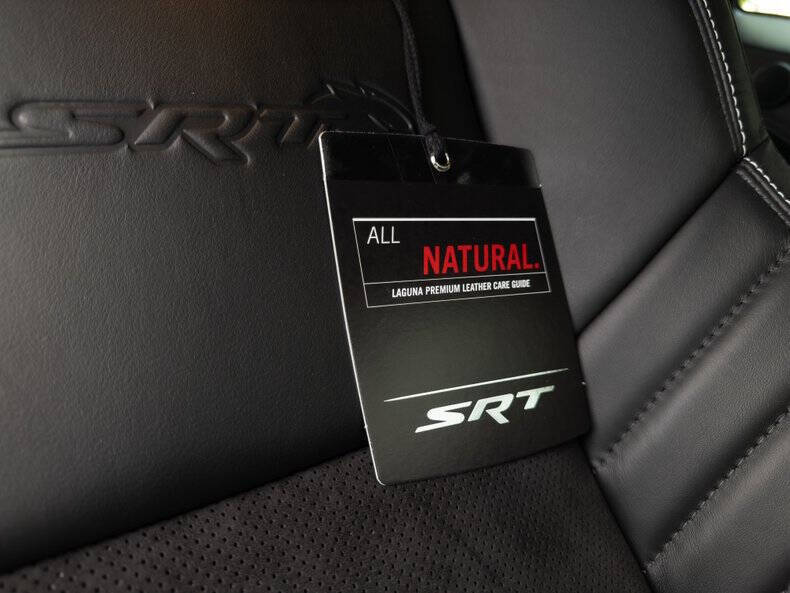 SRT
ALL
NATURAL.
LAGUNA PREMIUM LEATHER CARE GUIDE
SRT